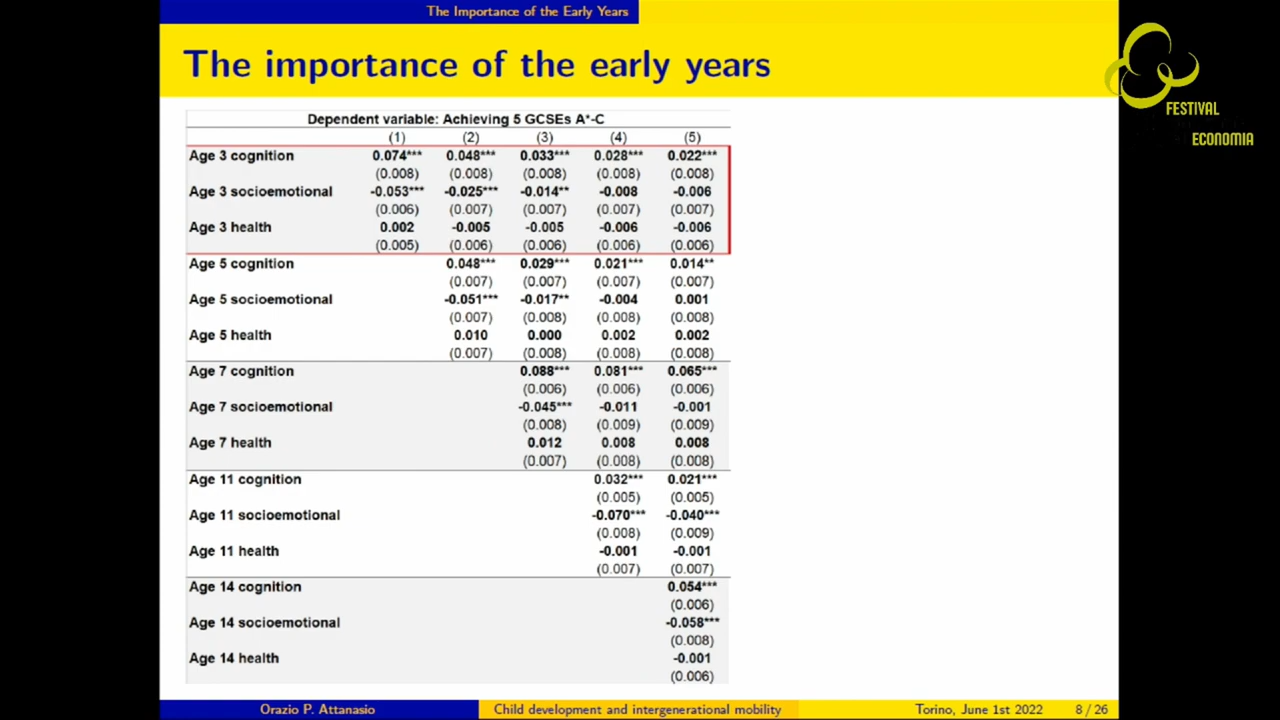 The Importance of the Early Years
The importance of the early years
FESTIVAL
ECONOMIA
Dependent variable: Achieving 5 GCSEs A*-C
(1) (2) (3) (4) (5)
Age 3 cognition 0.074*** 0.048*** 0.033*** 0.028*** 0.022***
(0.008) (0.008) (0.008) (0.008) (0.008)
Age 3 socioemotional -0.053*** -0.025*** -0.014** -0.008 -0.006
(0.006) (0.007) (0.007) (0.007) (0.007)
Age 3 health 0.002 -0.005 -0.005 -0.006 -0.006
(0.005) (0.006) (0.006) (0.006) (0.006)
Age 5 cognition 0.048*** 0.029*** 0.021*** 0.014**
(0.007) (0.007) (0.007) (0.007)
Age 5 socioemotional -0.051*** -0.017** -0.004 0.001
(0.007) (0.008) (0.008) (0.008)
Age 5 health 0.010 0.000 0.002 0.002
(0.007) (0.008) (0.008) (0.008)
Age 7 cognition 0.088*** 0.081*** 0.065***
(0.006) (0.006) (0.006)
Age 7 socioemotional -0.045*** -0.011 -0.001
(0.008) (0.009) (0.009)
Age 7 health 0.012 0.008 0.008
(0.007) (0.008) (0.008)
Age 11 cognition 0.032*** 0.021***
(0.005) (0.005)
Age 11 socioemotional -0.070*** -0.040***
(0.008) (0.009)
Age 11 health -0.001 -0.001
(0.007) (0.007)
Age 14 cognition 0.054***
(0.006)
Age 14 socioemotional -0.058***
(0.008)
Age 14 health -0.001
(0.006)
Orazio P. Attanasio Child development and intergenerational mobility Torino, June 1st 2022 8 / 26